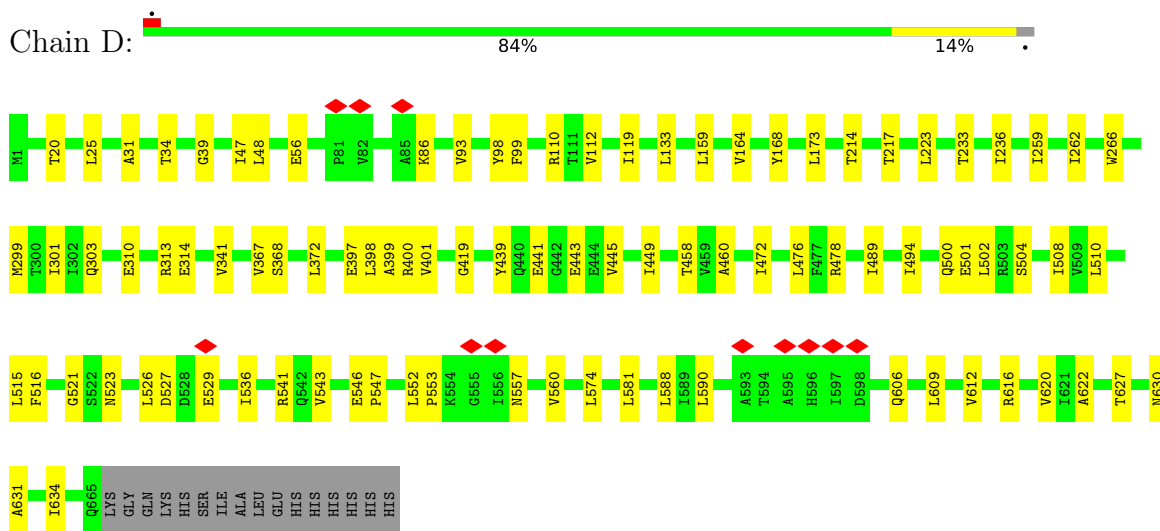 Chain D:
84% 14%
M1 T20 L25 A31 T34 G39 I47 L48 E56 P81 V82 A85 K86 V93 Y98 F99 R110 T111 V112 I119 L133 L159 V164 Y168 L173 T214 T217 L223 T233 I236 I259 I262 W266
M299 T300 I301 I302 Q303 E310 R313 E314 V341 V367 S368 L372 E397 L398 A399 R400 V401 G419 Y439 Q440 E441 G442 E443 E444 V445 I449 T458 V459 A460 I472 L476 F477 R478 I489 I494 Q500 E501 L502 R503 S504 I508 V509 L510
L515 F516 G521 S522 N523 L526 D527 D528 E529 I536 R541 Q542 V543 E546 P547 L552 P553 K554 G555 I556 N557 V560 L574 L581 L588 I589 L590 A593 T594 A595 H596 I597 D598 Q606 L609 V612 R616 V620 I621 A622 T627 N630
A631 I634 Q665 LYS GLY GLN LYS HIS SER ILE ALA LEU GLU HIS HIS HIS HIS HIS HIS